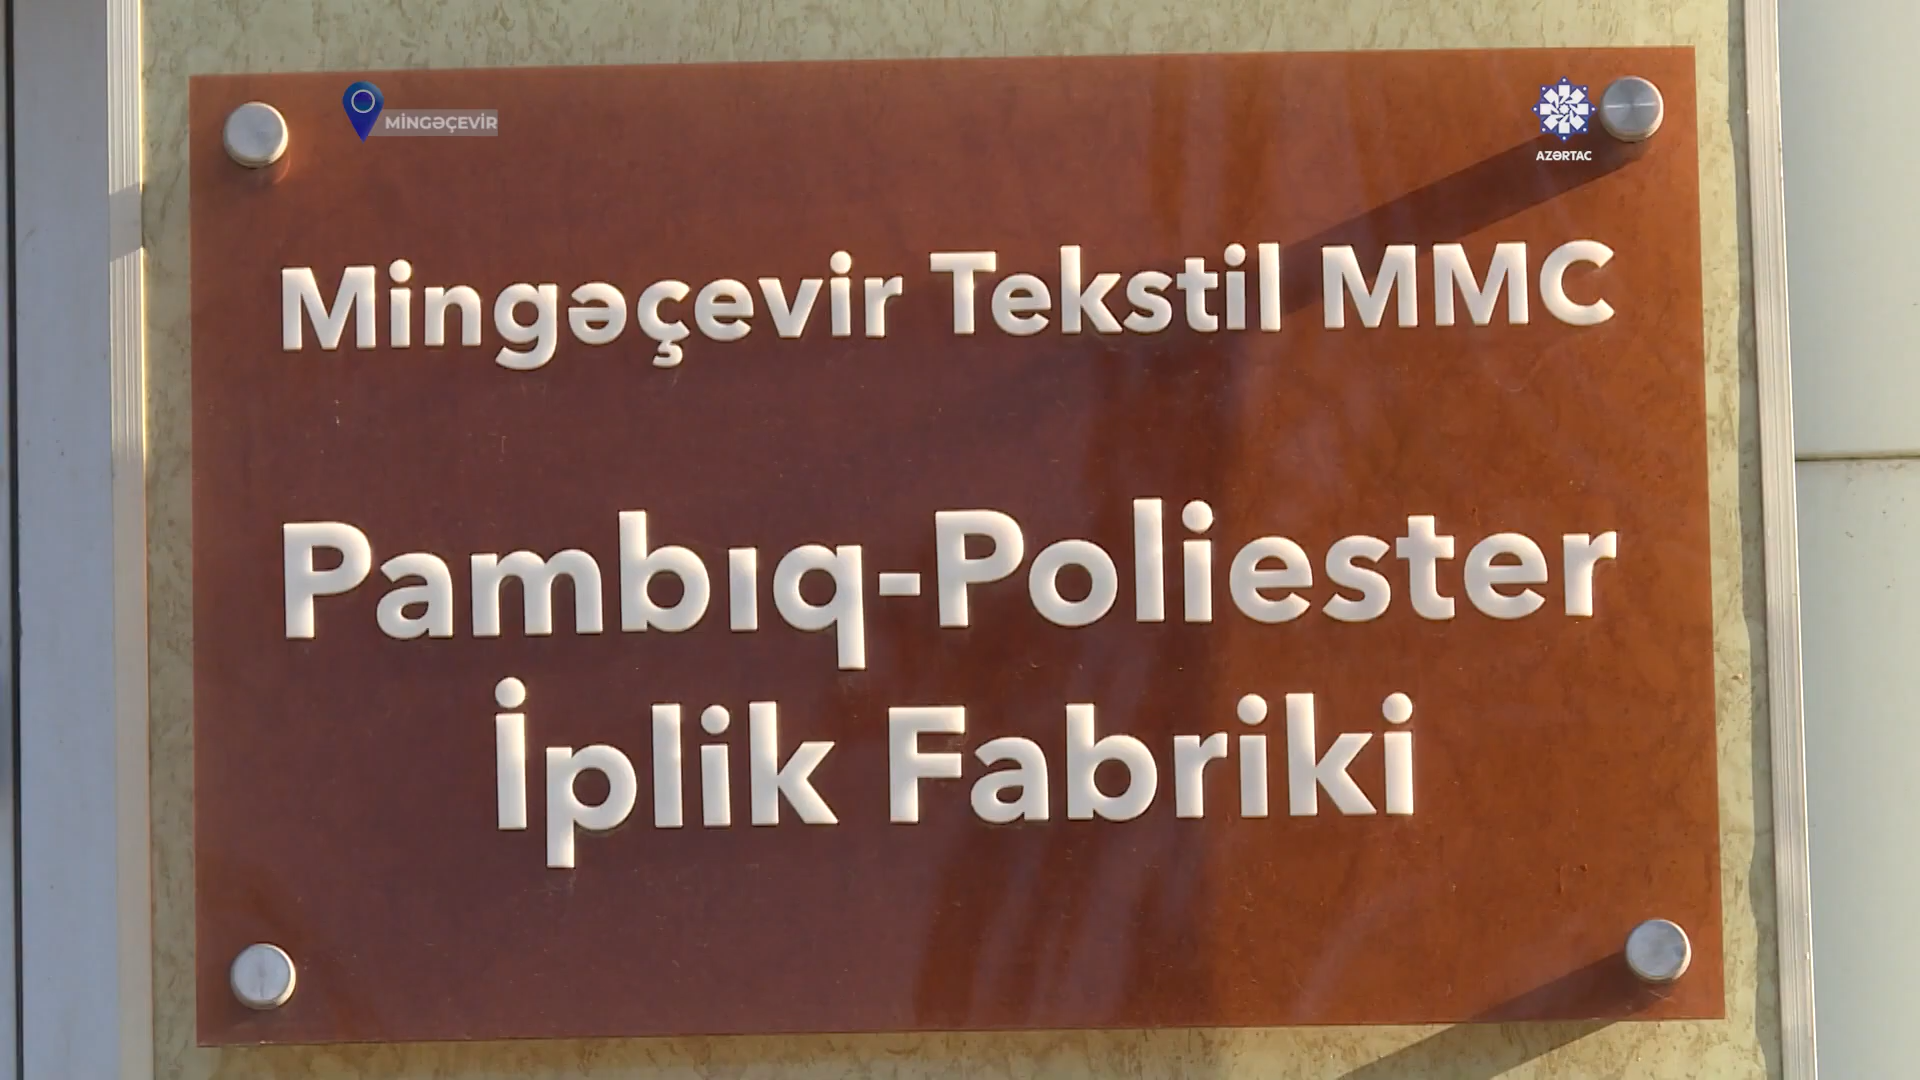 MİNGƏÇEVİR
AZƏRTAC
Mingəçevir Tekstil MMC
Pambıq-Poliester
İplik Fabriki